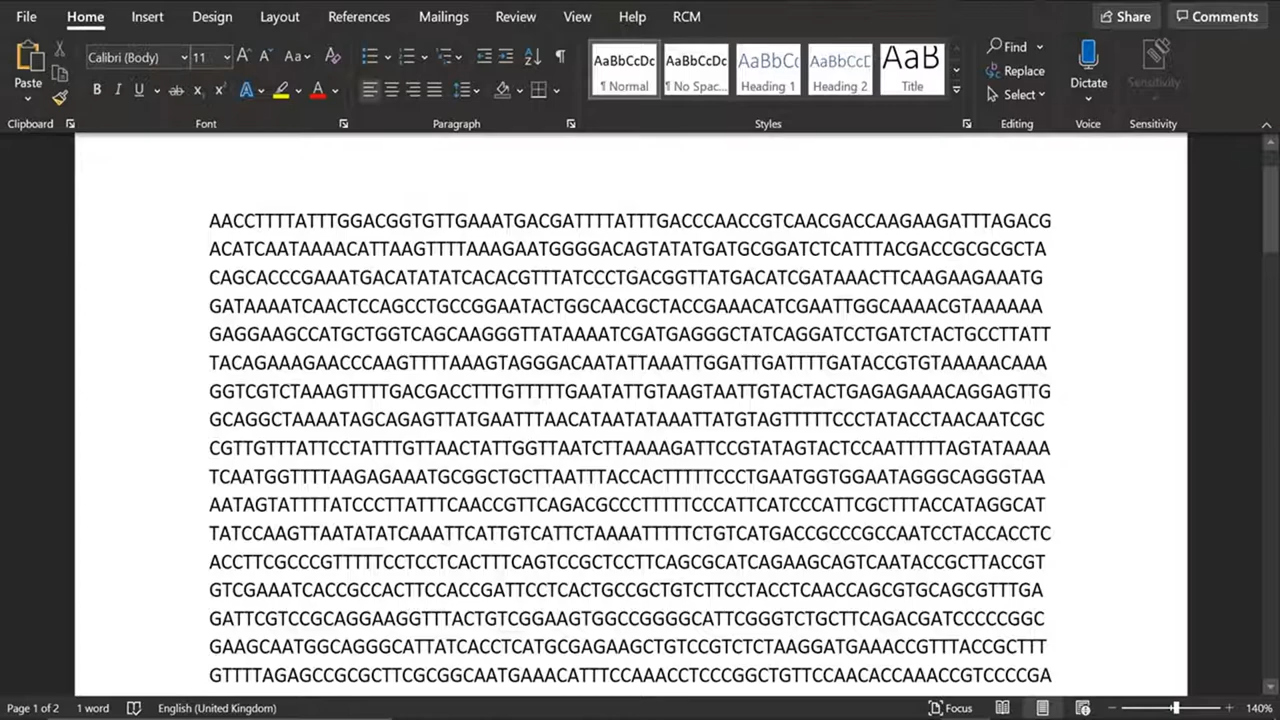 File Home Insert Design Layout References Mailings Review View Help RCM Share Comments
Calibri (Body) 11 Aa AaBbCcDc AaBbCcDc AaBbCc AaBbCcD AaB Find
Paste Replace Dictate Sensitivity
B I U ab x x A A ¶ Normal ¶ No Spac... Heading 1 Heading 2 Title Select
Clipboard Font Paragraph Styles Editing Voice Sensitivity
AACCTTTTATTTGGACGGTGTTGAAATGACGATTTTATTTGACCCAACCGTCAACGACCAAGAAGATTTAGACG
ACATCAATAAAACATTAAGTTTTAAAGAATGGGGACAGTATATGATGCGGATCTCATTTACGACCGCGCGCTA
CAGCACCCGAAATGACATATATCACACGTTTATCCCTGACGGTTATGACATCGATAAACTTCAAGAAGAAATG
GATAAAATCAACTCCAGCCTGCCGGAATACTGGCAACGCTACCGAAACATCGAATTGGCAAAACGTAAAAAA
GAGGAAGCCATGCTGGTCAGCAAGGGTTATAAAATCGATGAGGGCTATCAGGATCCTGATCTACTGCCTTATT
TACAGAAAGAACCCAAGTTTTAAAGTAGGGACAATATTAAATTGGATTGATTTTGATACCGTGTAAAAACAAA
GGTCGTCTAAAGTTTTGACGACCTTTGTTTTTGAATATTGTAAGTAATTGTACTACTGAGAGAAACAGGAGTTG
GCAGGCTAAAATAGCAGAGTTATGAATTTAACATAATATAAATTATGTAGTTTTTCCCTATACCTAACAATCGC
CGTTGTTTATTCCTATTTGTTAACTATTGGTTAATCTTAAAAGATTCCGTATAGTACTCCAATTTTTAGTATAAAA
TCAATGGTTTTAAGAGAAATGCGGCTGCTTAATTTACCACTTTTTCCCTGAATGGTGGAATAGGGCAGGGTAA
AATAGTATTTTATCCCTTATTTCAACCGTTCAGACGCCCTTTTTCCCATTCATCCCATTCGCTTTACCATAGGCAT
TATCCAAGTTAATATATCAAATTCATTGTCATTCTAAAATTTTTCTGTCATGACCGCCCGCCAATCCTACCACCTC
ACCTTCGCCCGTTTTTCCTCCTCACTTTCAGTCCGCTCCTTCAGCGCATCAGAAGCAGTCAATACCGCTTACCGT
GTCGAAATCACCGCCACTTCCACCGATTCCTCACTGCCGCTGTCTTCCTACCTCAACCAGCGTGCAGCGTTTGA
GATTCGTCCGCAGGAAGGTTTACTGTCGGAAGTGGCCGGGGCATTCGGGTCTGCTTCAGACGATCCCCCGGC
GAAGCAATGGCAGGGCATTATCACCTCATGCGAGAAGCTGTCCGTCTCTAAGGATGAAACCGTTTACCGCTTT
GTTTTAGAGCCGCGCTTCGCGGCAATGAAACATTTCCAAACCTCCCGGCTGTTCCAACACCAAACCGTCCCCGA
Page 1 of 2 1 word English (United Kingdom) Focus 140%